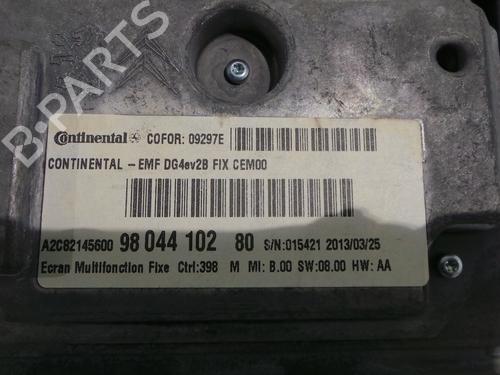 B-PARTS
Continental COFOR: 09297E
CONTINENTAL - EMF DG4ev2B FIX CEM00
A2C82145600 98 044 102 80 S/N:015421 2013/03/25
Ecran Multifonction Fixe Ctrl:398 M MI: B.00 SW:08.00 HW: AA